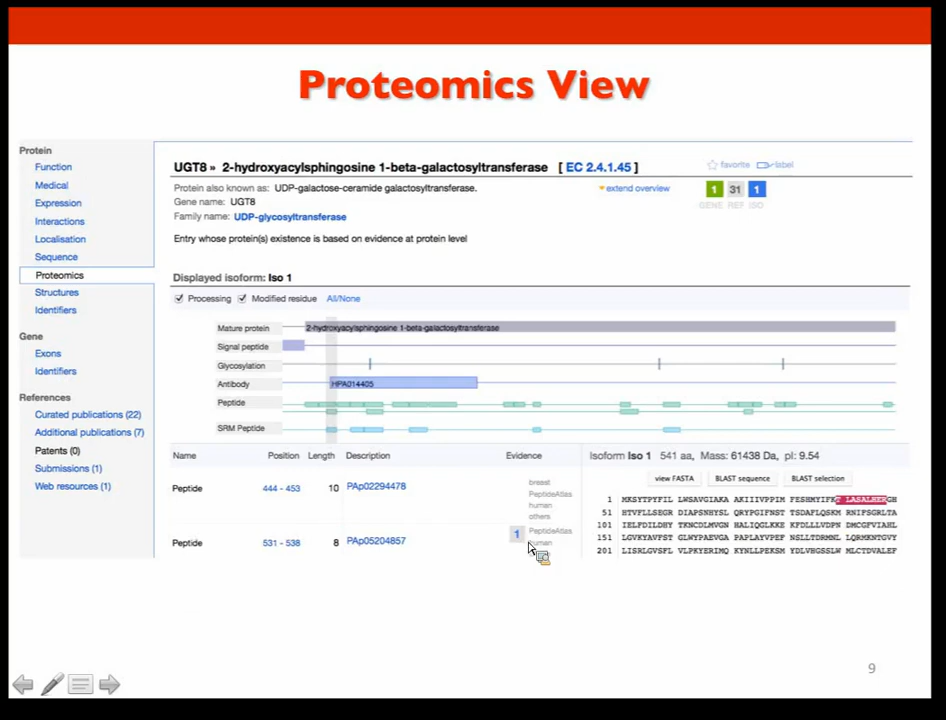 Proteomics View
Protein
Function
Medical
Expression
Interactions
Localisation
Sequence
Proteomics
Structures
Identifiers
Gene
Exons
Identifiers
References
Curated publications (22)
Additional publications (7)
Patents (0)
Submissions (1)
Web resources (1)
UGT8 » 2-hydroxyacylsphingosine 1-beta-galactosyltransferase [ EC 2.4.1.45 ]
favorite label
Protein also known as: UDP-galactose-ceramide galactosyltransferase.
extend overview
1 31 1
GENE REF ISO
Gene name: UGT8
Family name: UDP-glycosyltransferase
Entry whose protein(s) existence is based on evidence at protein level
Displayed isoform: Iso 1
Processing Modified residue All/None
Mature protein 2-hydroxyacylsphingosine 1-beta-galactosyltransferase
Signal peptide
Glycosylation
Antibody HPA014405
Peptide
SRM Peptide
Name Position Length Description Evidence
Peptide 444 - 453 10 PAp02294478
breast
PeptideAtlas
human
others
Peptide 531 - 538 8 PAp05204857 1
PeptideAtlas
human
Isoform Iso 1 541 aa, Mass: 61438 Da, pI: 9.54
view FASTA BLAST sequence BLAST selection
1 MKSYTPYFIL LWSAVGIAKA AKIIIVPPIM FESHMYIFK
51 HTVFLLSEGR DIAPSNHYSL QRYPGIFNST TSDAFLQSKM RNIFSGRLTA
101 IELFDILDHY TKNCDLMVGN HALIQGLKKE KFDLLLVDPN DMCGFVIAHL
151 LGVKYAVFST GLWYPAEVGA PAPLAYVPEF NSLLTDRMNL LQRMKNTGVY
201 LISRLGVSFL VLPKYERIMQ KYNLLPEKSM YDLVHGSSLW MLCTDVALEF
9